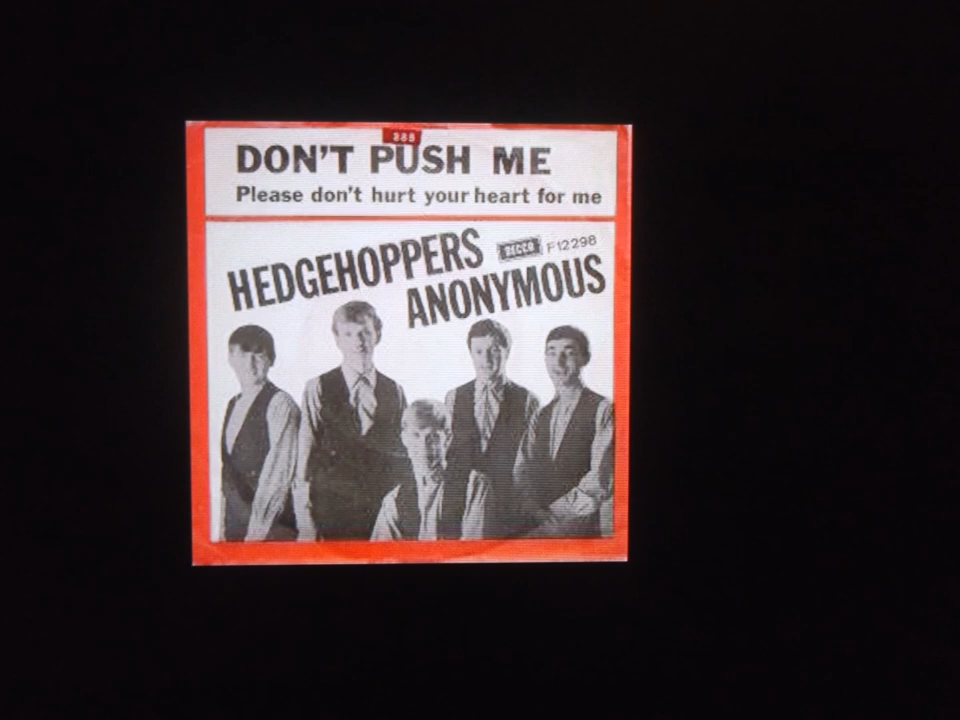 888
DON'T PUSH ME
Please don't hurt your heart for me
HEDGEHOPPERS
DECCA F12298
ANONYMOUS